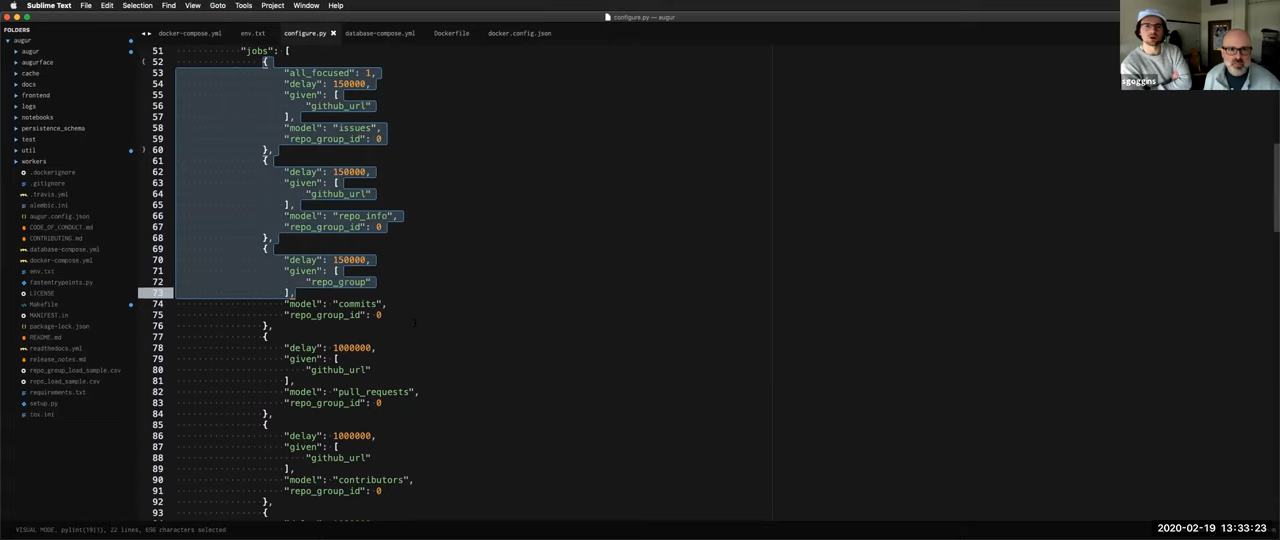 Sublime Text File Edit Selection Find View Goto Tools Project Window Help
configure.py — augur
FOLDERS
augur
augur
augurface
cache
docs
frontend
logs
notebooks
persistence_schema
test
util
workers
.dockerignore
.gitignore
.travis.yml
alembic.ini
augur.config.json
CODE_OF_CONDUCT.md
CONTRIBUTING.md
database-compose.yml
docker-compose.yml
env.txt
fastentrypoints.py
LICENSE
Makefile
MANIFEST.in
package-lock.json
README.md
readthedocs.yml
release_notes.md
repo_group_load_sample.csv
repo_load_sample.csv
requirements.txt
setup.py
tox.ini
docker-compose.yml env.txt configure.py database-compose.yml Dockerfile docker.config.json
51 "jobs": [
52 {
53 "all_focused": 1,
54 "delay": 150000,
55 "given": [
56 "github_url"
57 ],
58 "model": "issues",
59 "repo_group_id": 0
60 },
61 {
62 "delay": 150000,
63 "given": [
64 "github_url"
65 ],
66 "model": "repo_info",
67 "repo_group_id": 0
68 },
69 {
70 "delay": 150000,
71 "given": [
72 "repo_group"
73 ],
74 "model": "commits",
75 "repo_group_id": 0
76 },
77 {
78 "delay": 1000000,
79 "given": [
80 "github_url"
81 ],
82 "model": "pull_requests",
83 "repo_group_id": 0
84 },
85 {
86 "delay": 1000000,
87 "given": [
88 "github_url"
89 ],
90 "model": "contributors",
91 "repo_group_id": 0
92 },
93 {
sgoggins
VISUAL MODE, pylint(19|1), 22 lines, 656 characters selected
2020-02-19 13:33:23